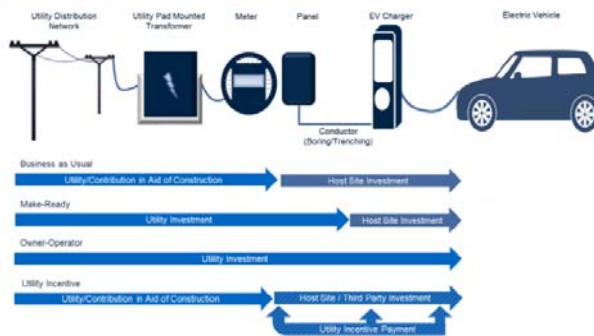 Utility Distribution
Network
Utility Pad Mounted
Transformer
Meter
Panel
EV Charger
Electric Vehicle
Conductor
(Boring/Trenching)
Business as Usual
Utility/Contribution in Aid of Construction
Host Site Investment
Make-Ready
Utility Investment
Host Site Investment
Owner-Operator
Utility Investment
Utility Incentive
Utility/Contribution in Aid of Construction
Host Site / Third Party Investment
Utility Incentive Payment